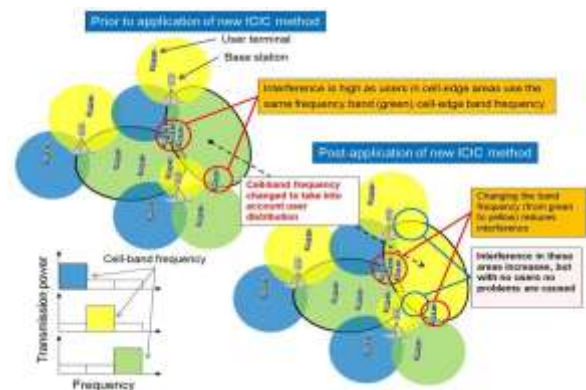 Prior to application of new ICIC method
User terminal
Base station
Interference is high as users in cell-edge areas use the
same frequency band (green) cell-edge band frequency
Post-application of new ICIC method
Cell-band frequency
changed to take into
account user
distribution
Changing the band
frequency (from green
to yellow) reduces
interference
Interference in these
areas increases, but
with no users no
problems are caused
Cell-band frequency
Transmission power
Frequency